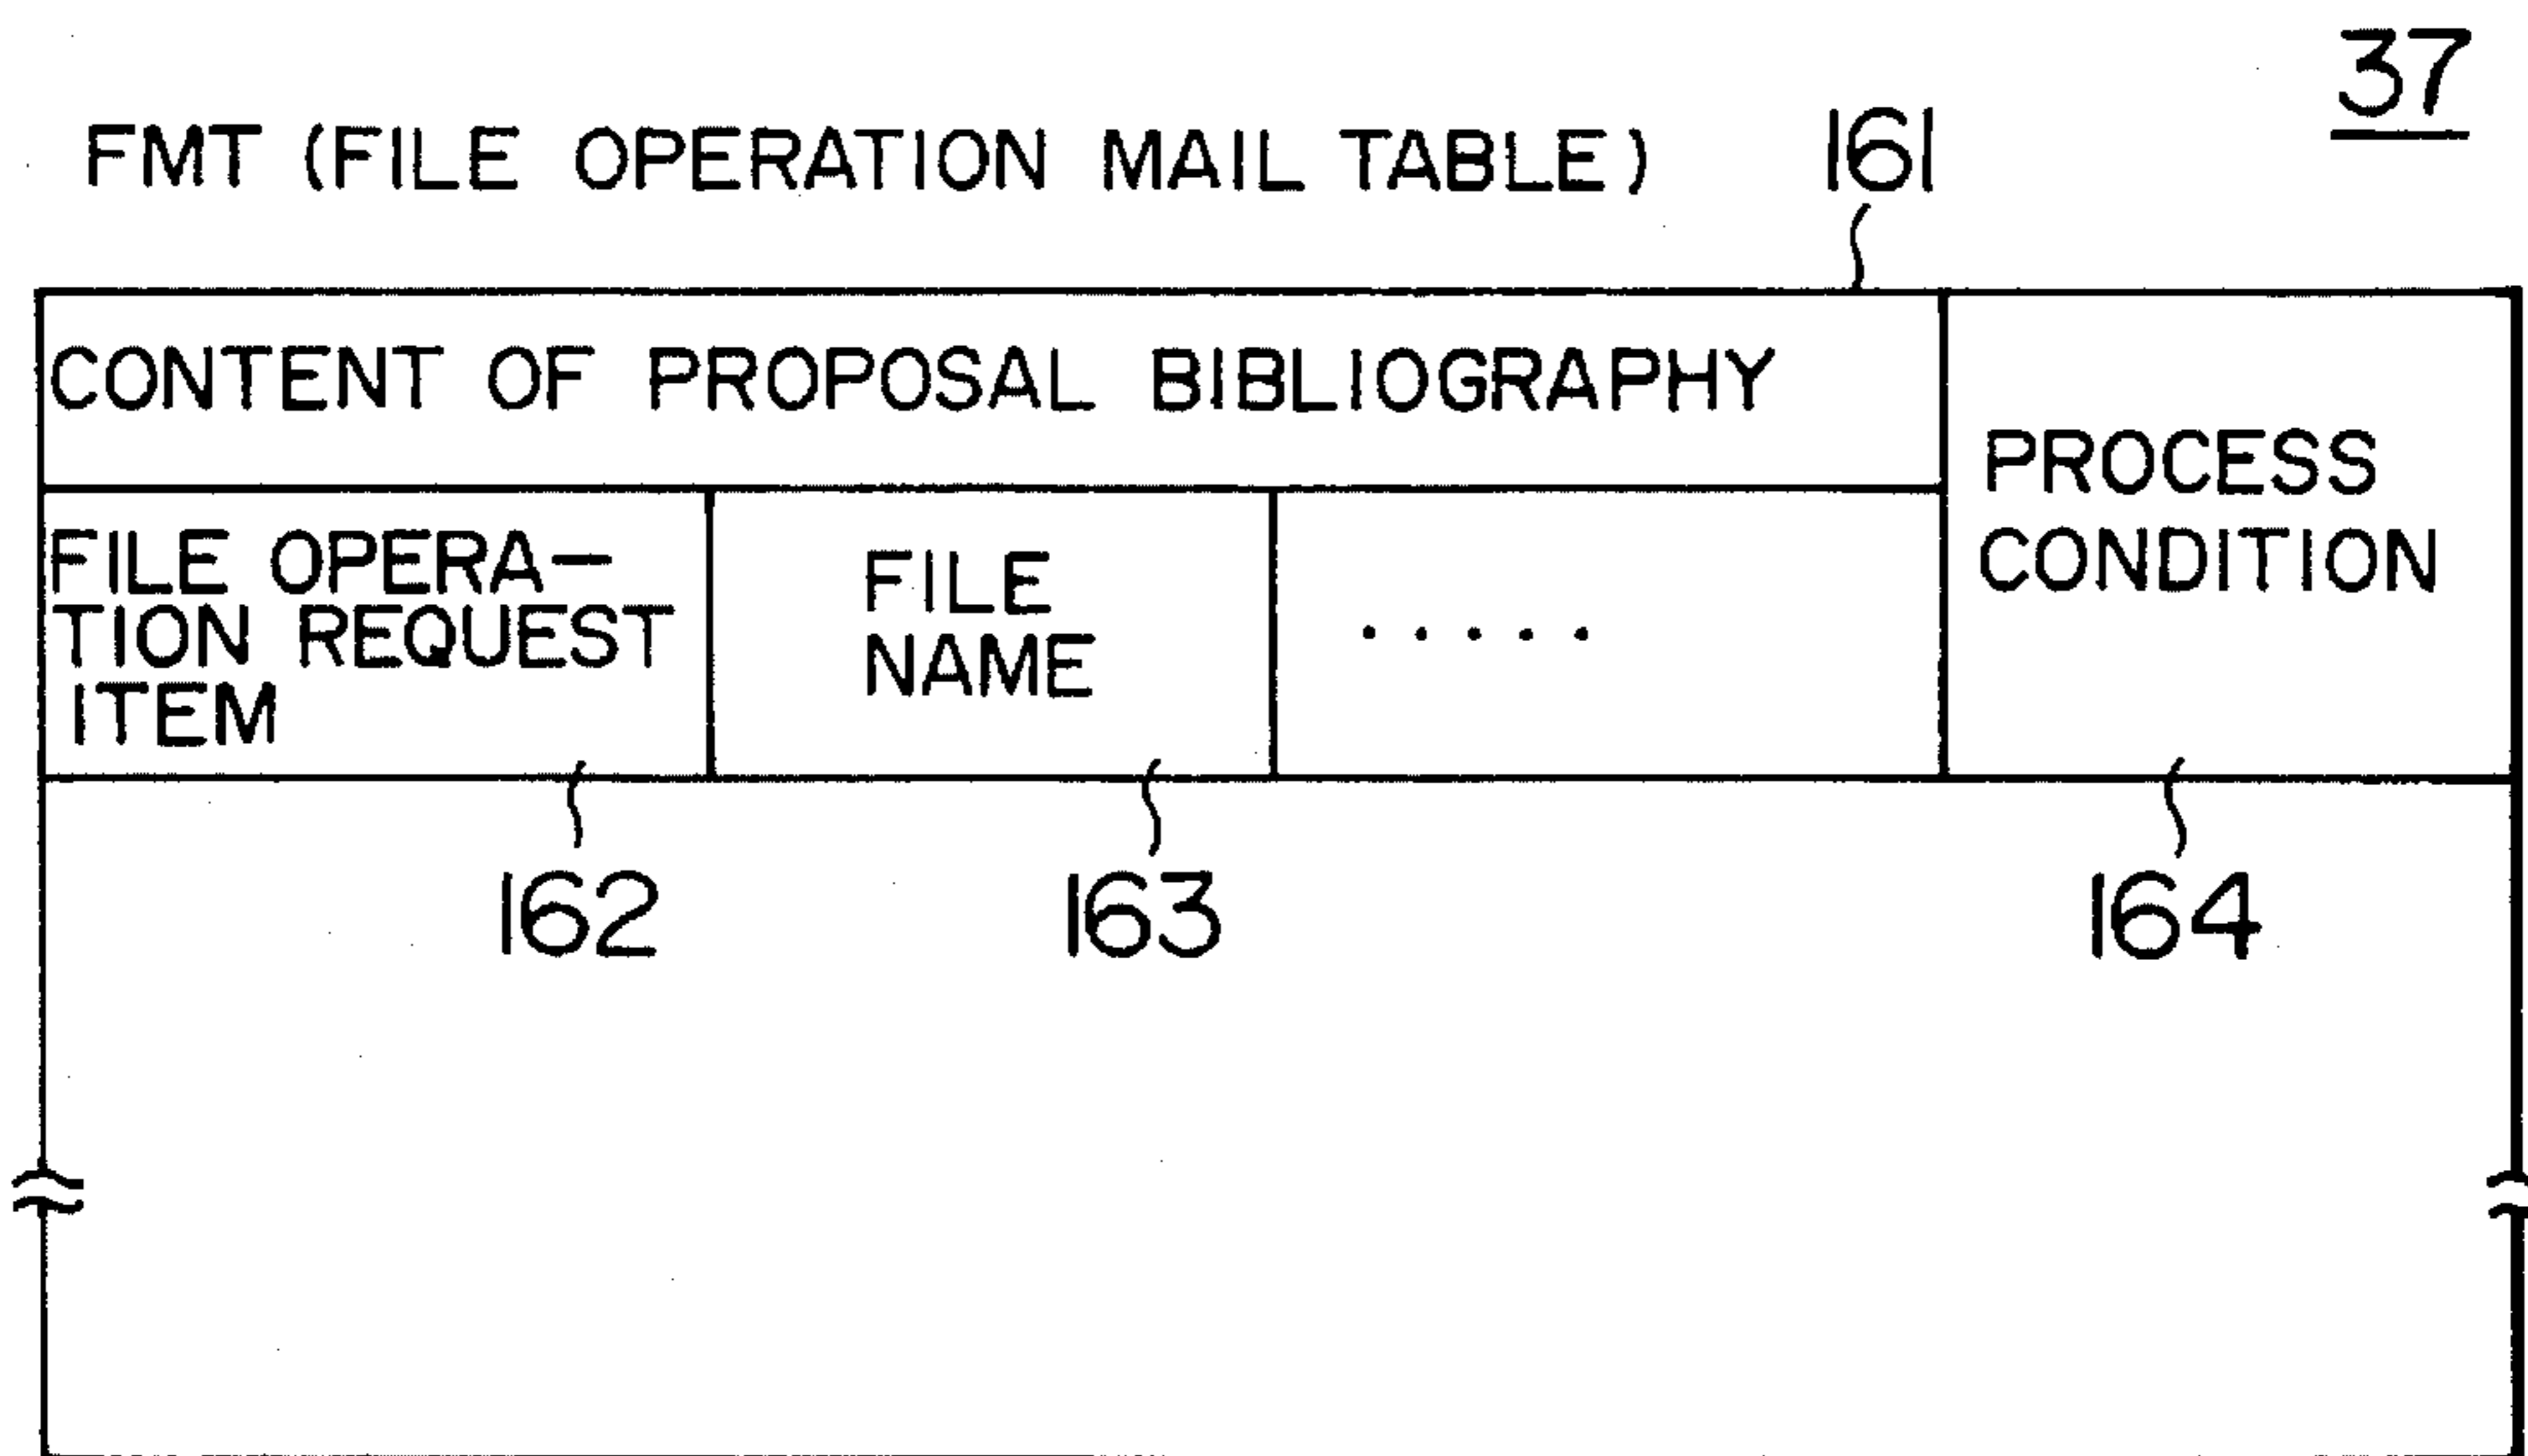 37
FMT (FILE OPERATION MAIL TABLE)
161
CONTENT OF PROPOSAL BIBLIOGRAPHY
PROCESS
CONDITION
FILE OPERA-
TION REQUEST
ITEM
FILE
NAME
.....
162
163
164